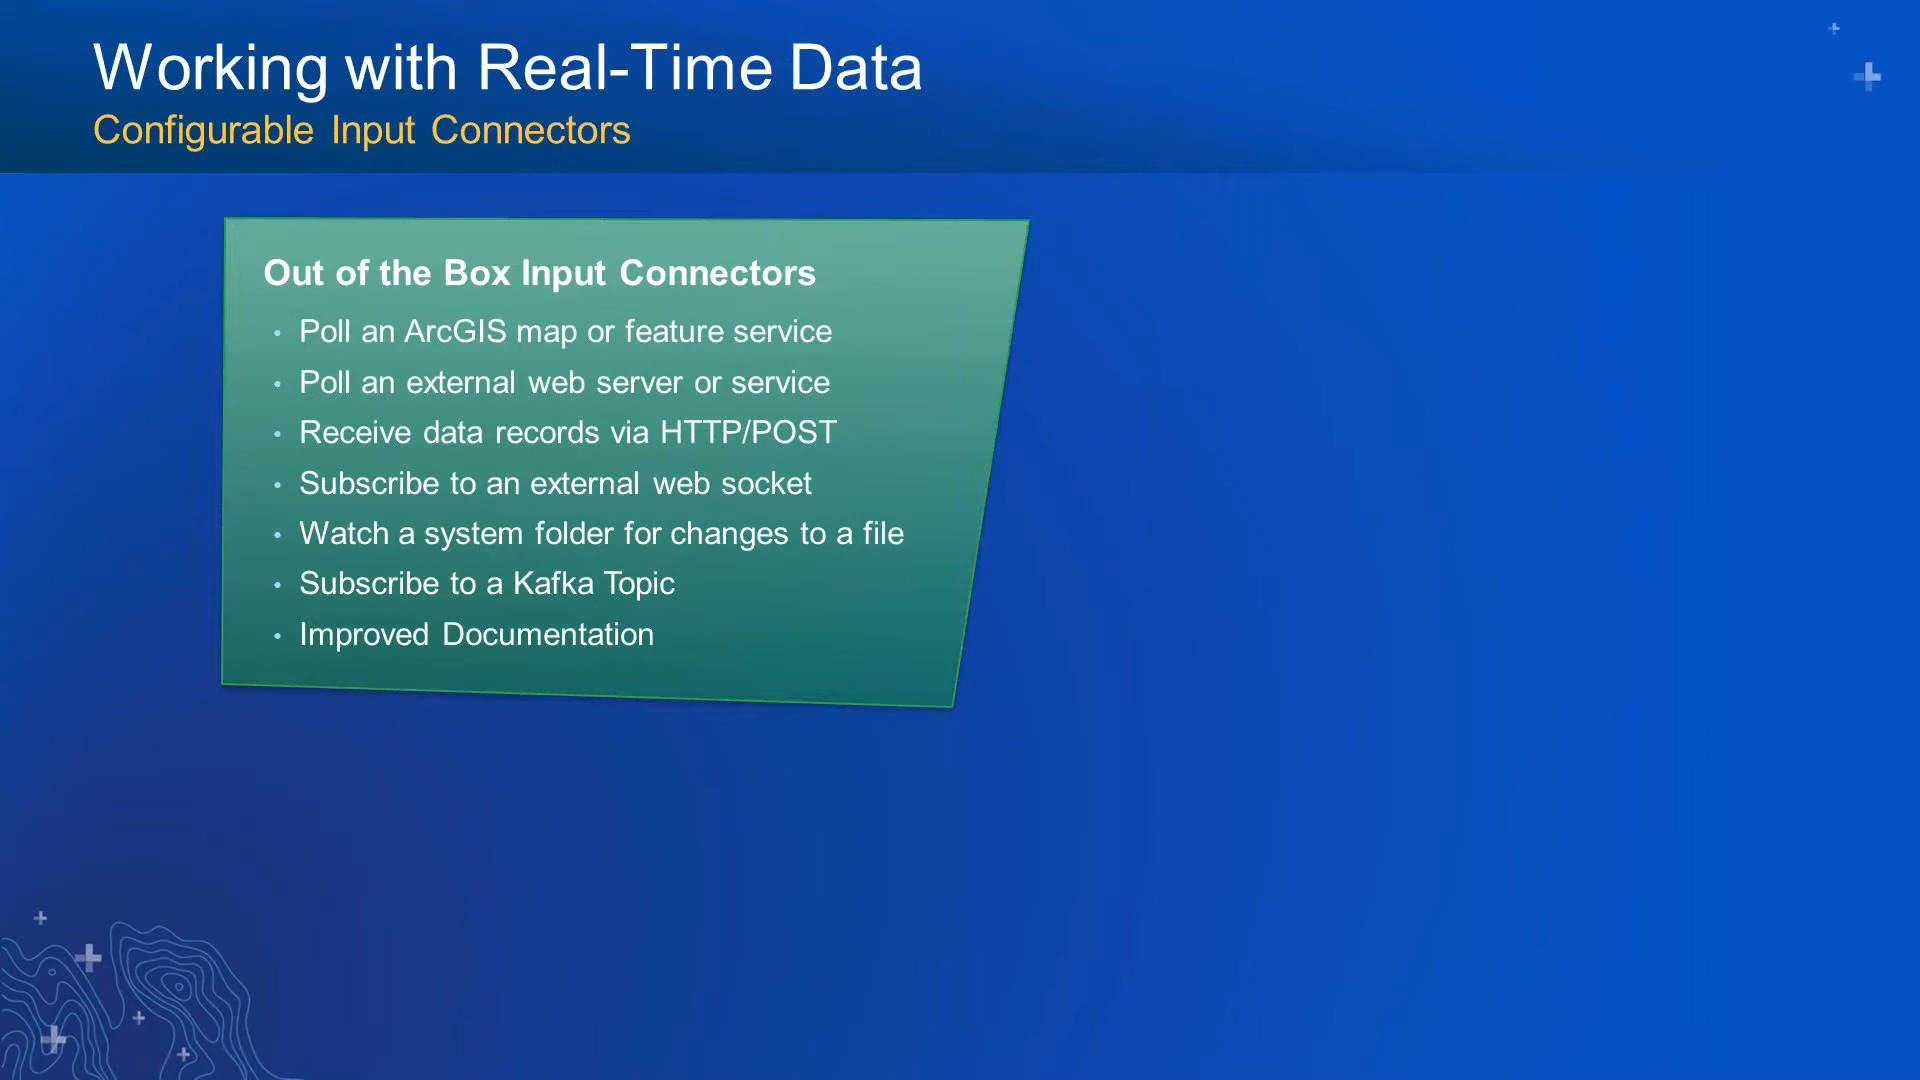 Working with Real-Time Data
Configurable Input Connectors
Out of the Box Input Connectors
• Poll an ArcGIS map or feature service
• Poll an external web server or service
• Receive data records via HTTP/POST
• Subscribe to an external web socket
• Watch a system folder for changes to a file
• Subscribe to a Kafka Topic
• Improved Documentation